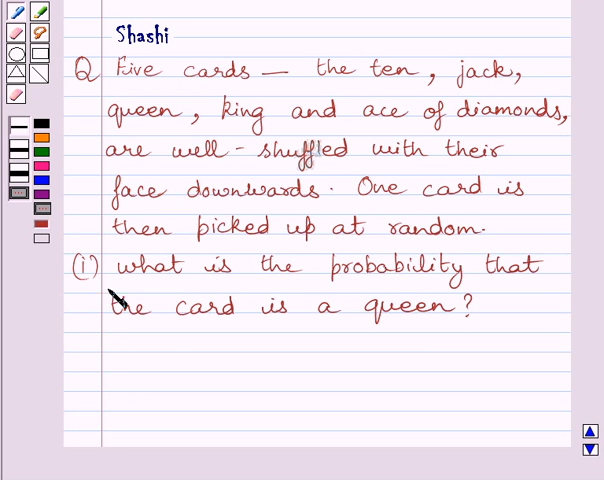 Shashi
Q Five cards — the ten, jack,
queen, king and ace of diamonds,
are well-shuffled with their
face downwards. One card is
then picked up at random.
(i) what is the probability that
the card is a queen?